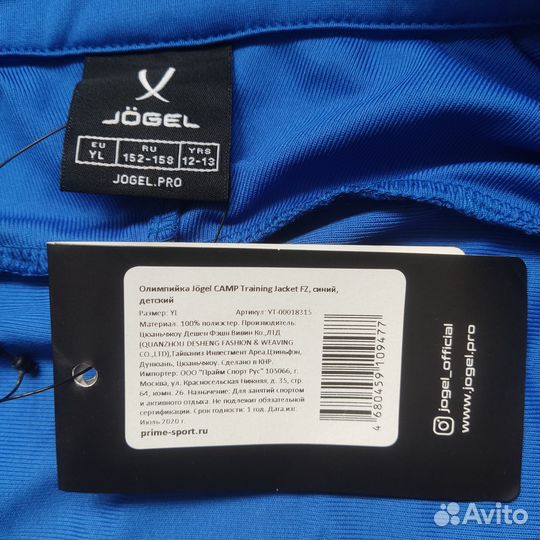 JÖGEL
EU RU YRS
YL 152-158 12-13
JOGEL.PRO
Олимпийка Jögel CAMP Training Jacket FZ, синий,
детский
Размер: YL Артикул: УТ-00018315
Материал: 100% полиэстер. Производитель:
Цюаньчжоу Дешен Фэшн Вивин Ко.,ЛТД
(QUANZHOU DESHENG FASHION & WEAVING
CO.,LTD),Тайваниз Инвестмент Ареа,Цзиньфэн,
Дунюань, Цюаньчжоу. Сделано в КНР.
Импортер: ООО "Прайм Спорт Рус" 105066, г.
Москва, ул. Красносельская Нижняя, д. 35, стр.
64, комн. 26. Назначение: Для занятий спортом
и активного отдыха. Не подлежит обязательной
сертификации. Срок годности: 1 год. Дата.изг:
Июль 2020 г.
prime-sport.ru
4 680459 109477
jogel_official
www.jogel.pro
Avito